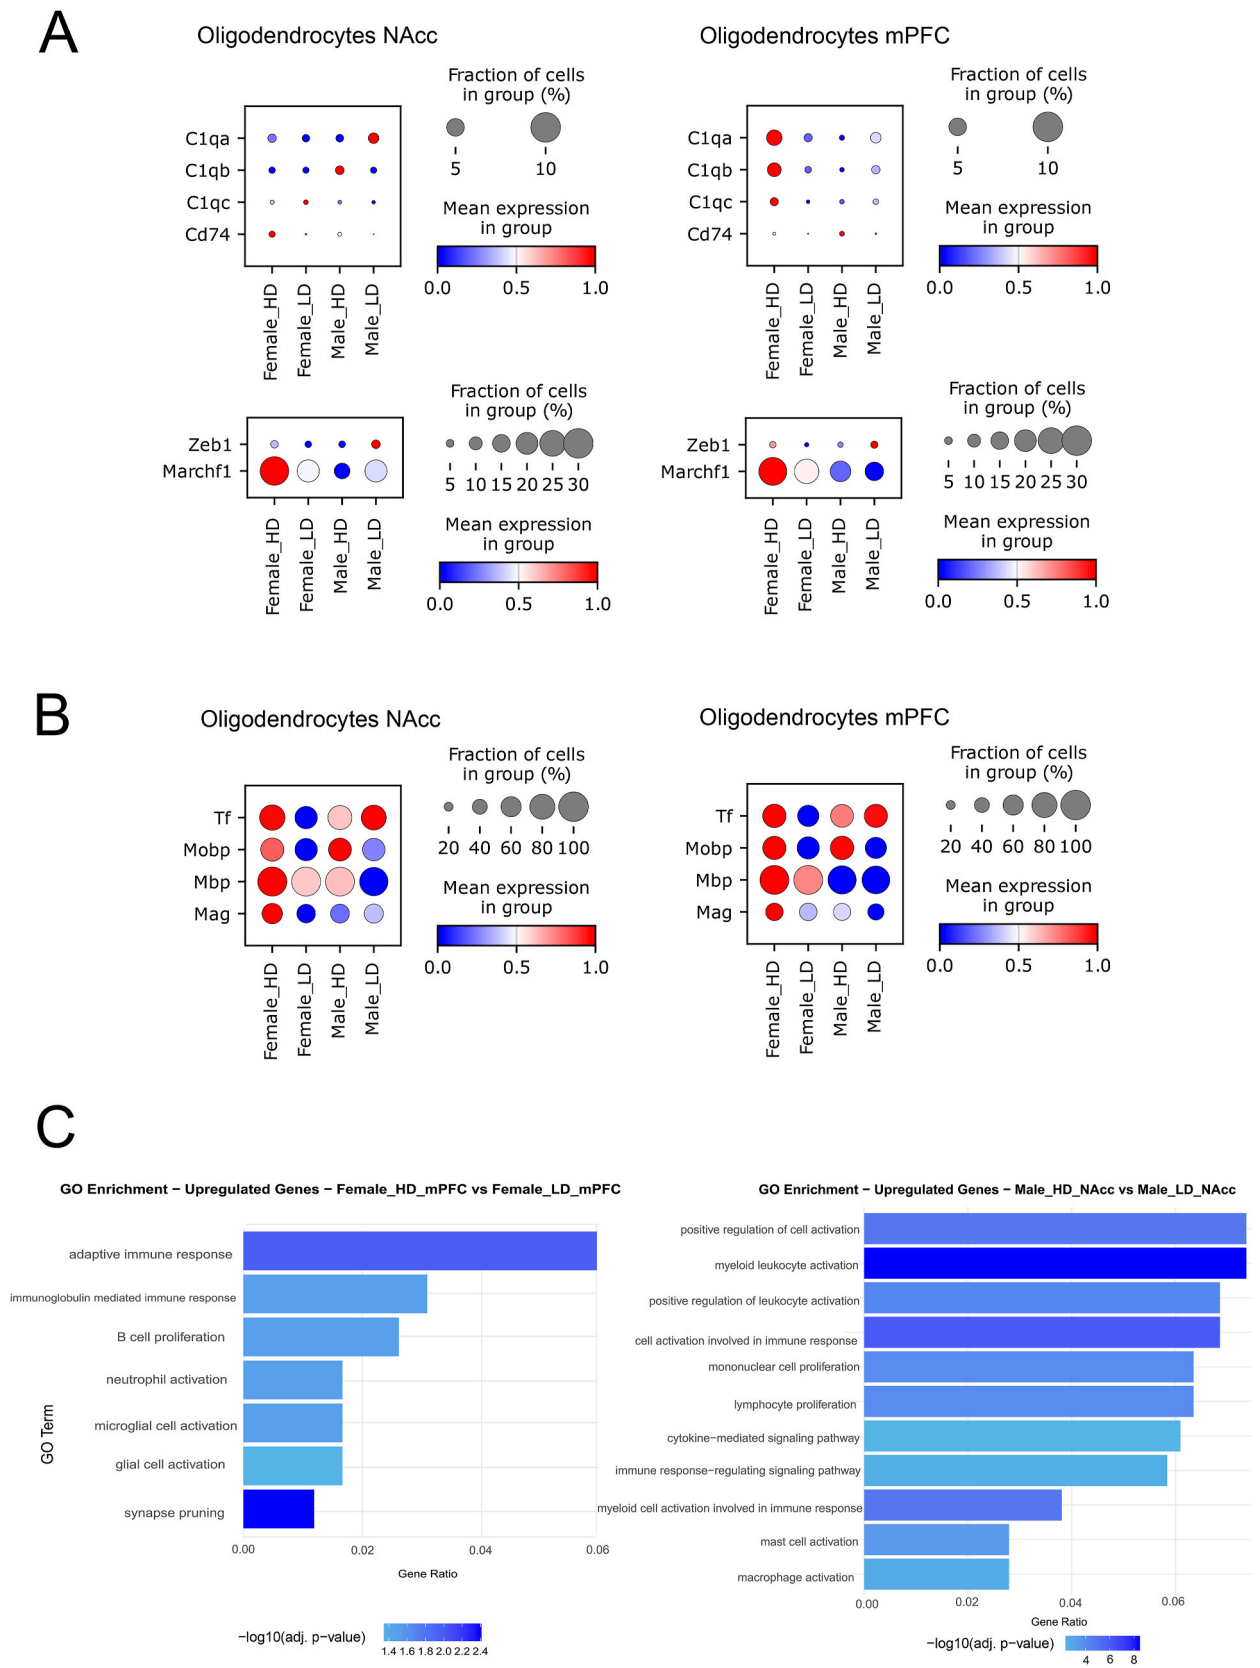 A
Oligodendrocytes NAcc
Fraction of cells
in group (%)
C1qa
C1qb
C1qc
Cd74
5 10
Mean expression
in group
0.0 0.5 1.0
Female_HD
Female_LD
Male_HD
Male_LD
Oligodendrocytes mPFC
Fraction of cells
in group (%)
C1qa
C1qb
C1qc
Cd74
5 10
Mean expression
in group
0.0 0.5 1.0
Female_HD
Female_LD
Male_HD
Male_LD
Fraction of cells
in group (%)
Zeb1
Marchf1
5 10 15 20 25 30
Mean expression
in group
0.0 0.5 1.0
Female_HD
Female_LD
Male_HD
Male_LD
Fraction of cells
in group (%)
Zeb1
Marchf1
5 10 15 20 25 30
Mean expression
in group
0.0 0.5 1.0
Female_HD
Female_LD
Male_HD
Male_LD
B
Oligodendrocytes NAcc
Fraction of cells
in group (%)
Tf
Mobp
Mbp
Mag
20 40 60 80 100
Mean expression
in group
0.0 0.5 1.0
Female_HD
Female_LD
Male_HD
Male_LD
Oligodendrocytes mPFC
Fraction of cells
in group (%)
Tf
Mobp
Mbp
Mag
20 40 60 80 100
Mean expression
in group
0.0 0.5 1.0
Female_HD
Female_LD
Male_HD
Male_LD
C
GO Enrichment − Upregulated Genes − Female_HD_mPFC vs Female_LD_mPFC
GO Term
adaptive immune response
immunoglobulin mediated immune response
B cell proliferation
neutrophil activation
microglial cell activation
glial cell activation
synapse pruning
0.00 0.02 0.04 0.06
Gene Ratio
−log10(adj. p−value)
1.4 1.6 1.8 2.0 2.2 2.4
GO Enrichment − Upregulated Genes − Male_HD_NAcc vs Male_LD_NAcc
positive regulation of cell activation
myeloid leukocyte activation
positive regulation of leukocyte activation
cell activation involved in immune response
mononuclear cell proliferation
lymphocyte proliferation
cytokine−mediated signaling pathway
immune response−regulating signaling pathway
myeloid cell activation involved in immune response
mast cell activation
macrophage activation
0.00 0.02 0.04 0.06
Gene Ratio
−log10(adj. p−value)
4 6 8